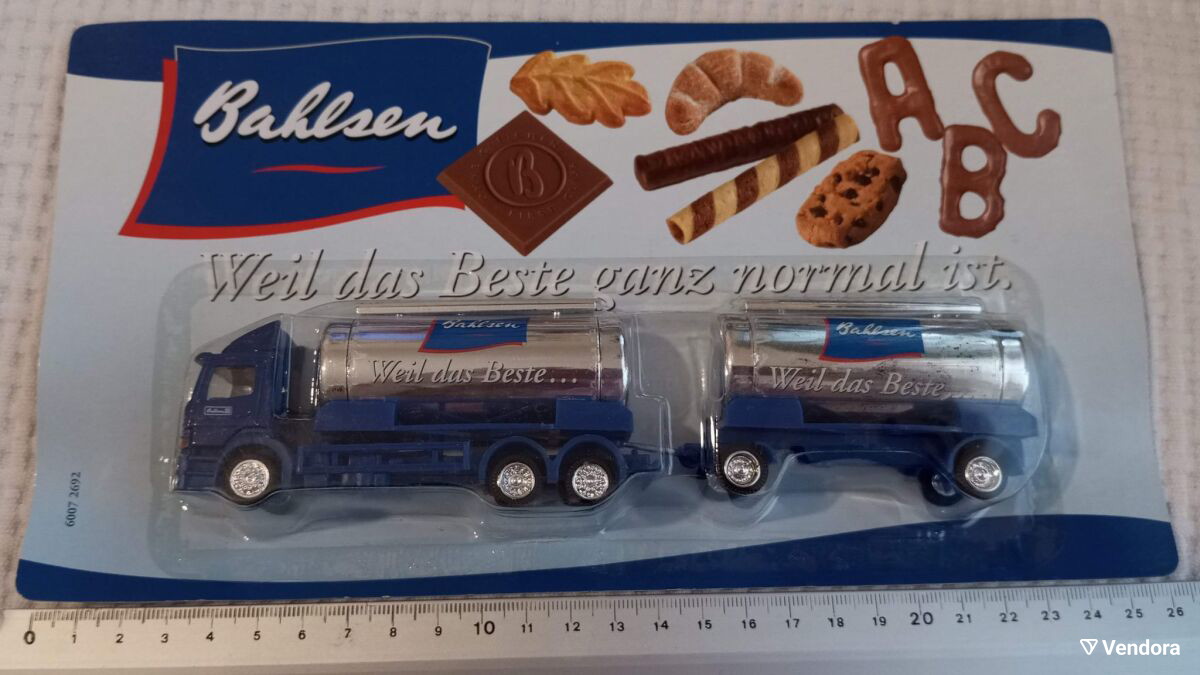 Bahlsen
B
A
B
C
Weil das Beste ganz normal ist.
Bahlsen
Weil das Beste...
Bahlsen
Weil das Beste...
6007 2692
0 1 2 3 4 5 6 7 8 9 10 11 12 13 14 15 16 17 18 19 20 21 22 23 24 25 26
Vendora